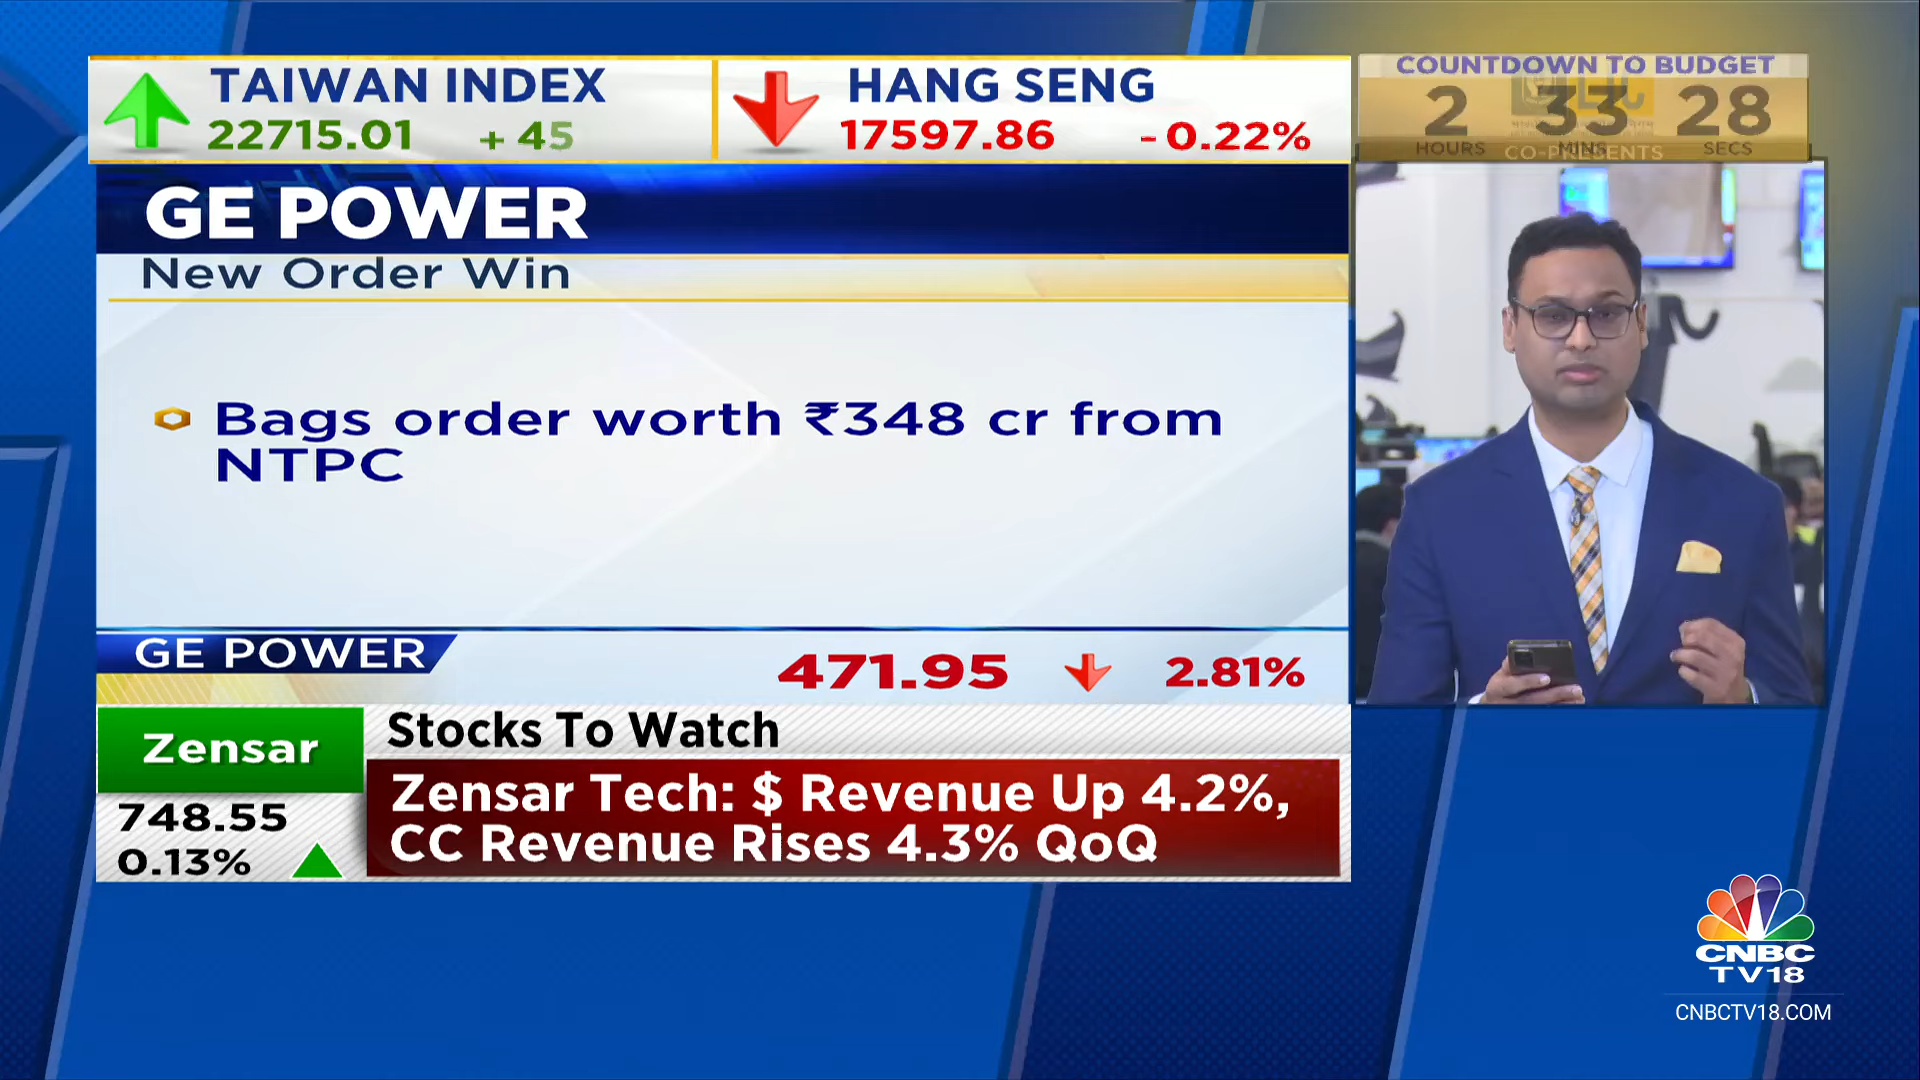 TAIWAN INDEX
22715.01 +45
HANG SENG
17597.86 -0.22%
COUNTDOWN TO BUDGET
2 33 28
HOURS MINS SECS
CO-PRESENTS
GE POWER
New Order Win
Bags order worth ₹348 cr from
NTPC
GE POWER
471.95 2.81%
Zensar
748.55
0.13%
Stocks To Watch
Zensar Tech: $ Revenue Up 4.2%,
CC Revenue Rises 4.3% QoQ
CNBC
TV18
CNBCTV18.COM